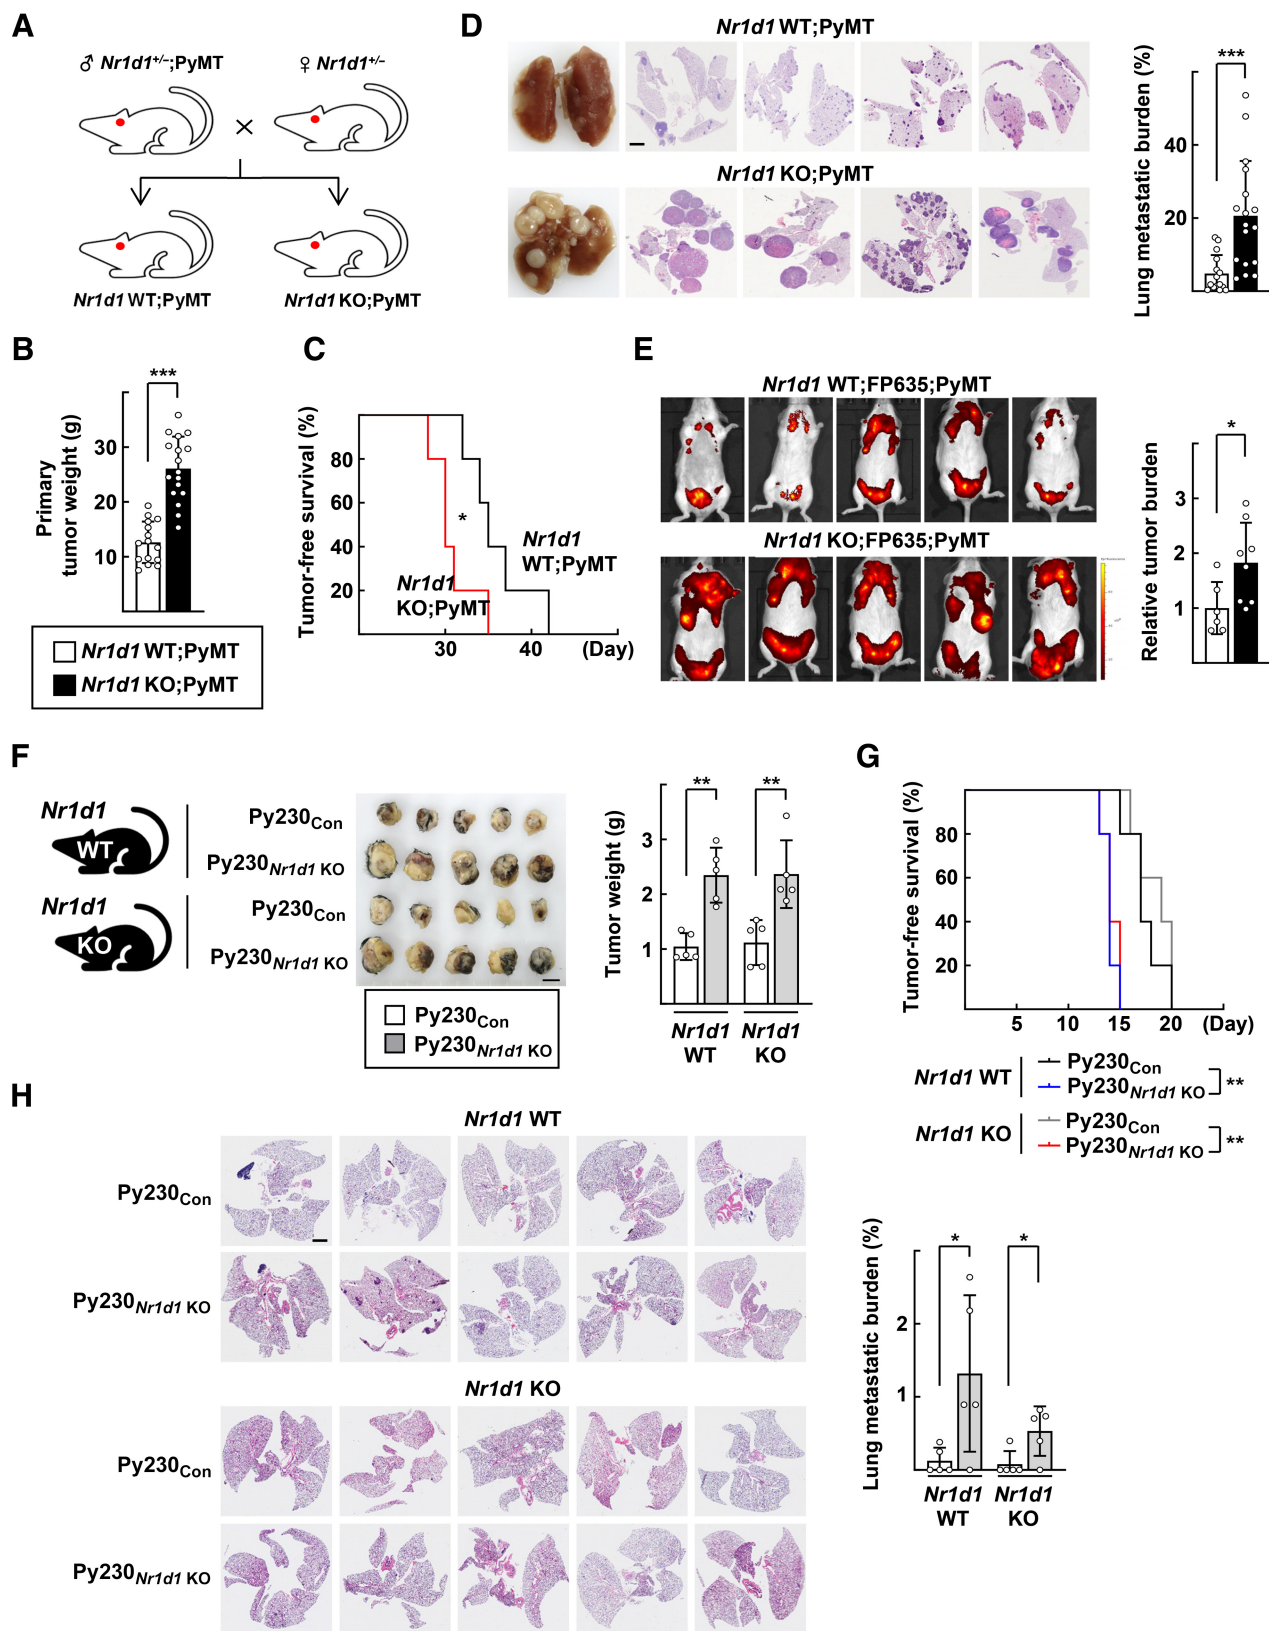 A
♂ Nr1d1+/–;PyMT
♀ Nr1d1+/–
×
Nr1d1 WT;PyMT
Nr1d1 KO;PyMT
B
***
Primary
tumor weight (g)
30
20
10
Nr1d1 WT;PyMT
Nr1d1 KO;PyMT
C
Tumor-free survival (%)
80
60
40
20
*
Nr1d1
WT;PyMT
Nr1d1
KO;PyMT
30
40
(Day)
D
Nr1d1 WT;PyMT
Nr1d1 KO;PyMT
Lung metastatic burden (%)
***
40
20
E
Nr1d1 WT;FP635;PyMT
Nr1d1 KO;FP635;PyMT
Relative tumor burden
*
3
2
1
F
Nr1d1
WT
Py230Con
Py230Nr1d1 KO
Nr1d1
KO
Py230Con
Py230Nr1d1 KO
Py230Con
Py230Nr1d1 KO
Tumor weight (g)
**
**
3
2
1
Nr1d1
WT
Nr1d1
KO
G
Tumor-free survival (%)
80
60
40
20
5
10
15
20
(Day)
Nr1d1 WT
Py230Con
Py230Nr1d1 KO
**
Nr1d1 KO
Py230Con
Py230Nr1d1 KO
**
H
Nr1d1 WT
Py230Con
Py230Nr1d1 KO
Nr1d1 KO
Py230Con
Py230Nr1d1 KO
Lung metastatic burden (%)
*
*
2
1
Nr1d1
WT
Nr1d1
KO